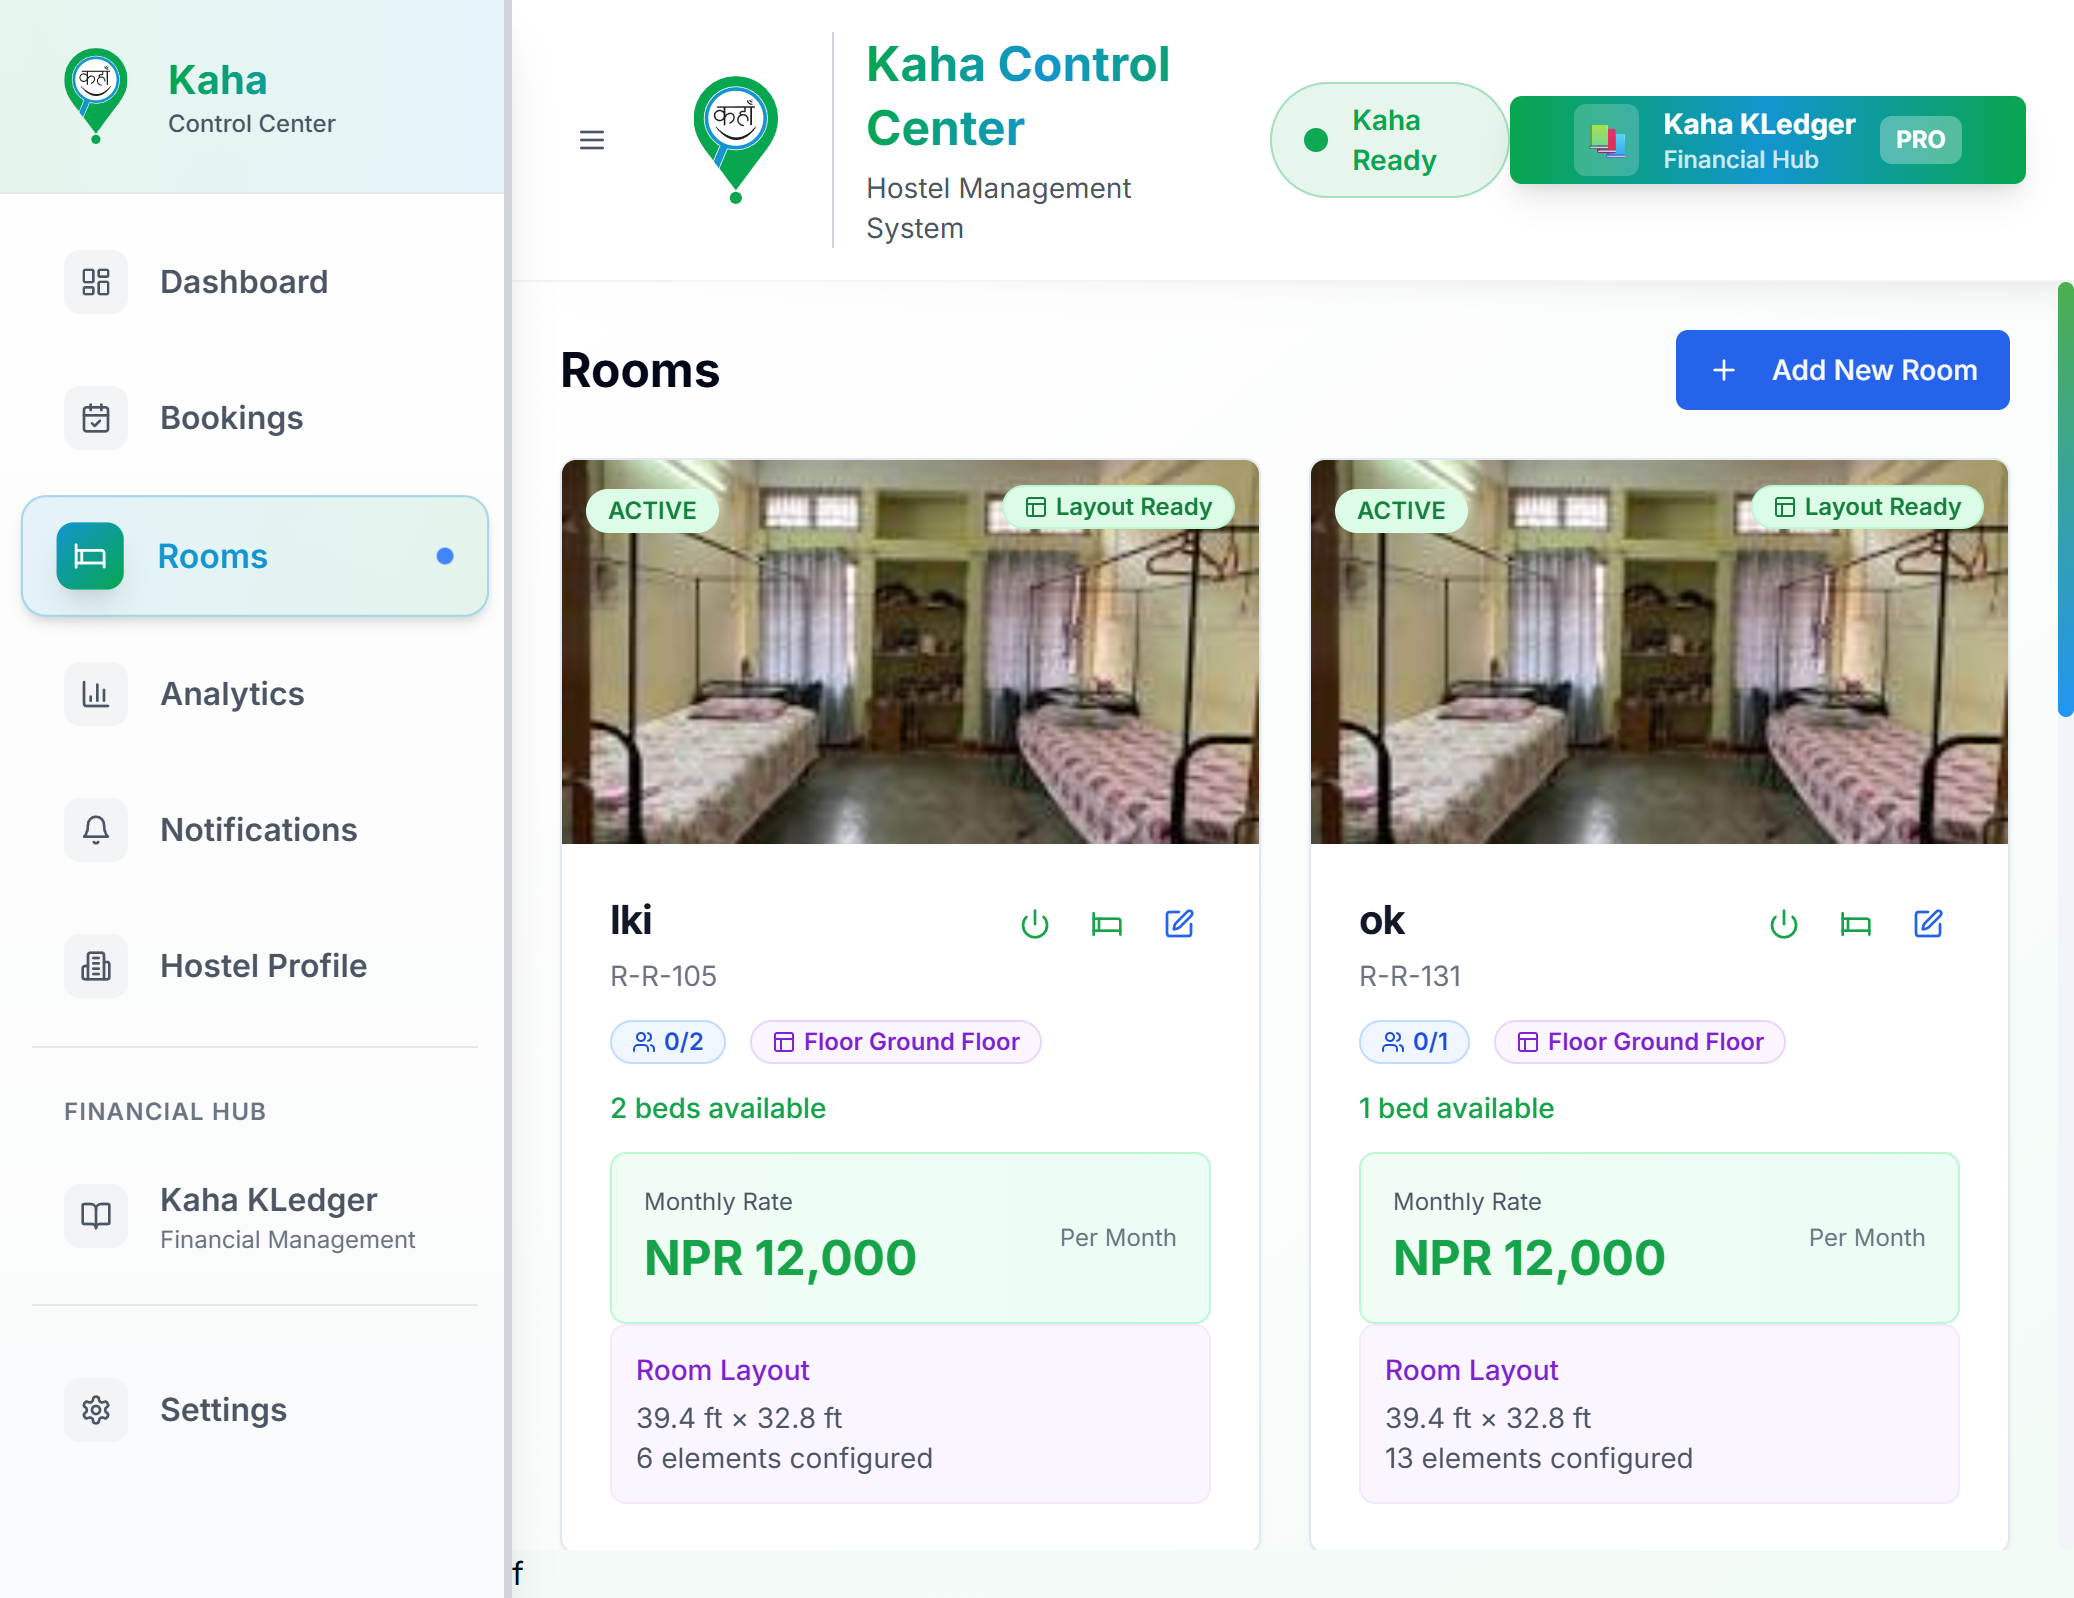 कहाँ
Kaha
Control Center
Dashboard
Bookings
Rooms
Analytics
Notifications
Hostel Profile
FINANCIAL HUB
Kaha KLedger
Financial Management
Settings
कहाँ
Kaha Control
Center
Hostel Management
System
Kaha
Ready
Kaha KLedger
Financial Hub
PRO
Rooms
Add New Room
ACTIVE
Layout Ready
lki
R-R-105
0/2
Floor Ground Floor
2 beds available
Monthly Rate
NPR 12,000
Per Month
Room Layout
39.4 ft × 32.8 ft
6 elements configured
ACTIVE
Layout Ready
ok
R-R-131
0/1
Floor Ground Floor
1 bed available
Monthly Rate
NPR 12,000
Per Month
Room Layout
39.4 ft × 32.8 ft
13 elements configured
f